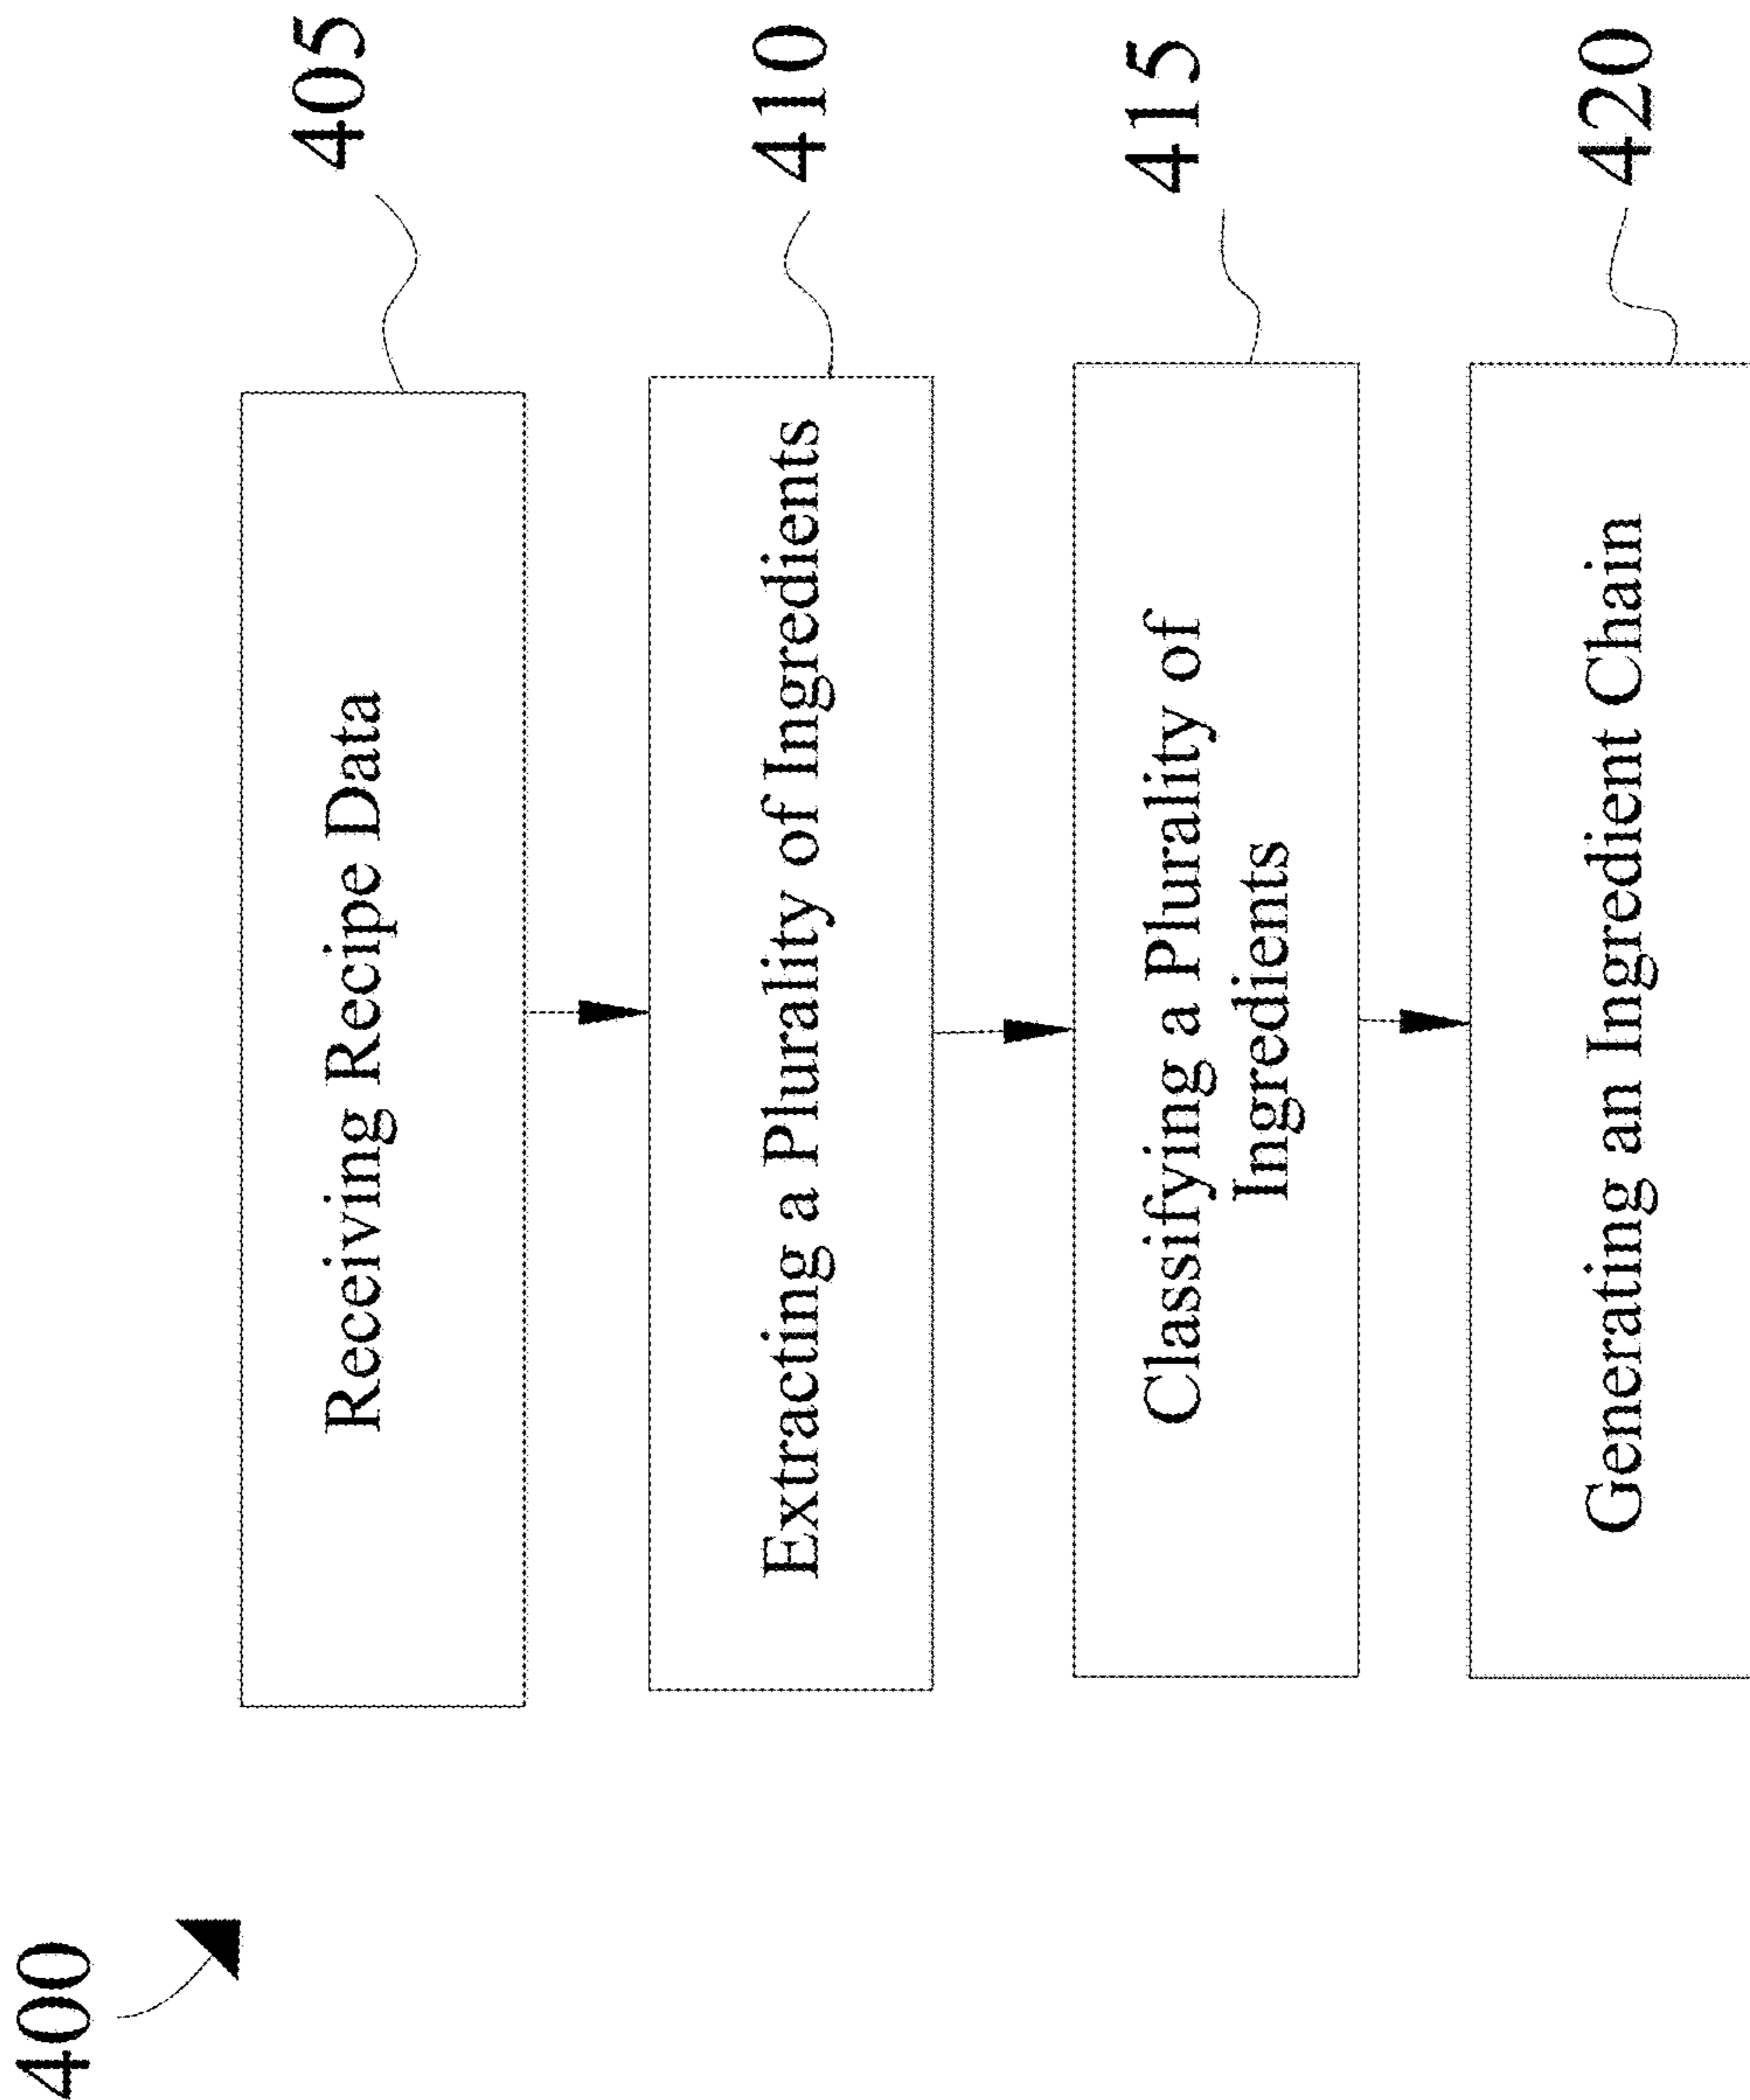 400
Receiving Recipe Data
405
Extracting a Plurality of Ingredients
410
Classifying a Plurality of
Ingredients
415
Generating an Ingredient Chain
420